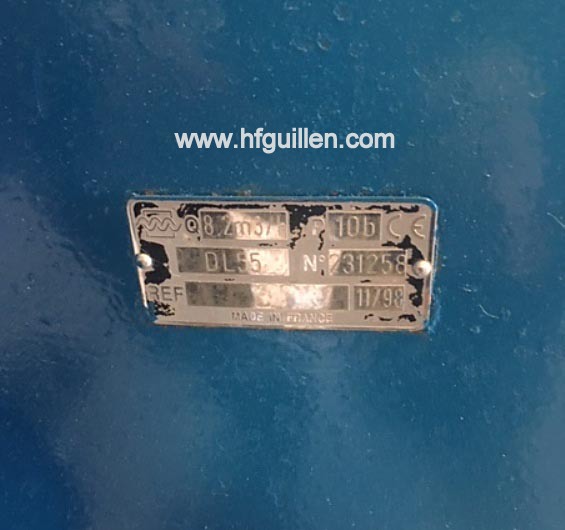 www.hfguillen.com
Q 8,2m3/H P 10b CE
DL55 N° 231258
REF 11/98
MADE IN FRANCE